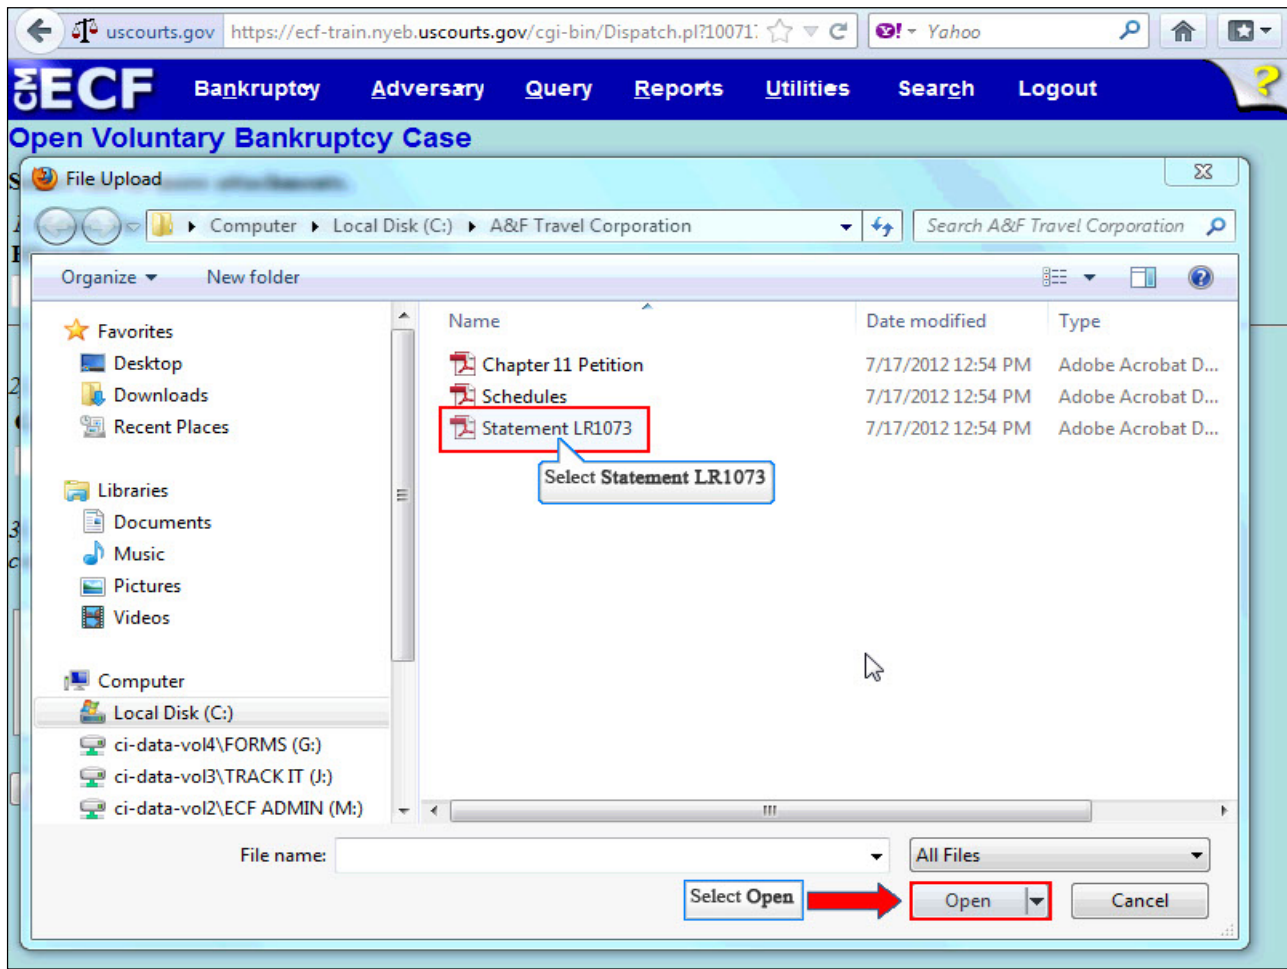 uscourts.gov https://ecf-train.nyeb.uscourts.gov/cgi-bin/Dispatch.pl?10071 Yahoo
CM ECF Bankruptcy Adversary Query Reports Utilities Search Logout ?
Open Voluntary Bankruptcy Case
File Upload
Computer Local Disk (C:) A&F Travel Corporation Search A&F Travel Corporation
Organize New folder
Name Date modified Type
Favorites
Desktop Chapter 11 Petition 7/17/2012 12:54 PM Adobe Acrobat D...
Downloads Schedules 7/17/2012 12:54 PM Adobe Acrobat D...
Recent Places Statement LR1073 7/17/2012 12:54 PM Adobe Acrobat D...
Select Statement LR1073
Libraries
Documents
Music
Pictures
Videos
Computer
Local Disk (C:)
ci-data-vol4\FORMS (G:)
ci-data-vol3\TRACK IT (J:)
ci-data-vol2\ECF ADMIN (M:)
File name: All Files
Select Open Open Cancel